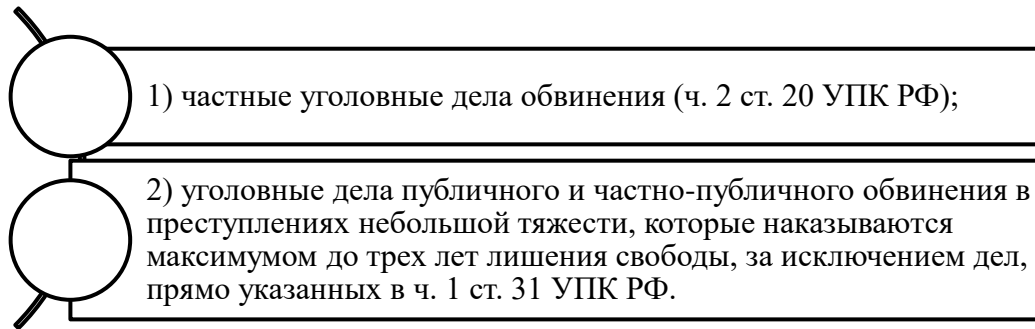 1) частные уголовные дела обвинения (ч. 2 ст. 20 УПК РФ);
2) уголовные дела публичного и частно-публичного обвинения в
преступлениях небольшой тяжести, которые наказываются
максимумом до трех лет лишения свободы, за исключением дел,
прямо указанных в ч. 1 ст. 31 УПК РФ.